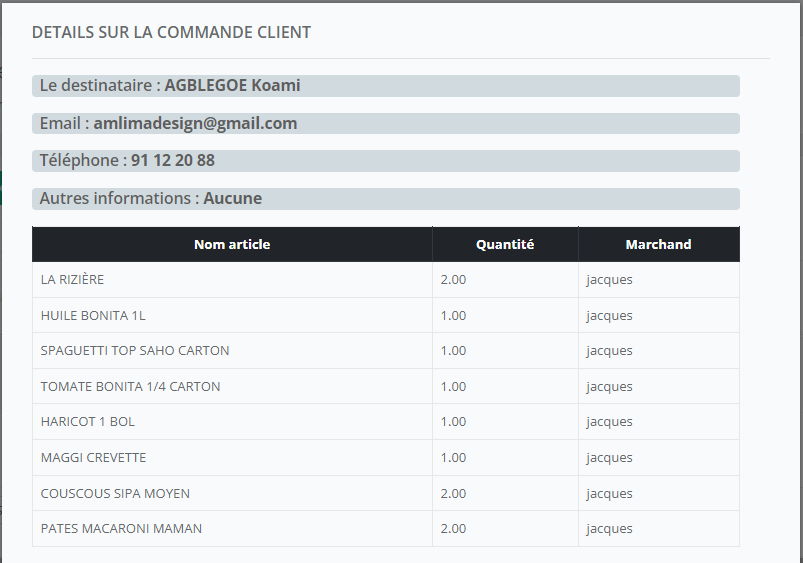 DETAILS SUR LA COMMANDE CLIENT
Le destinataire : AGBLEGOE Koami
Email : amlimadesign@gmail.com
Téléphone : 91 12 20 88
Autres informations : Aucune
Nom article Quantité Marchand
LA RIZIÈRE 2.00 jacques
HUILE BONITA 1L 1.00 jacques
SPAGUETTI TOP SAHO CARTON 1.00 jacques
TOMATE BONITA 1/4 CARTON 1.00 jacques
HARICOT 1 BOL 1.00 jacques
MAGGI CREVETTE 1.00 jacques
COUSCOUS SIPA MOYEN 2.00 jacques
PATES MACARONI MAMAN 2.00 jacques